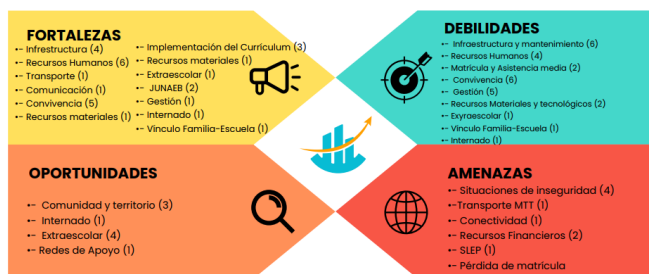 FORTALEZAS
•- Infrestructura (4)
•- Recursos Humanos (6)
•- Transporte (1)
•- Comunicación (1)
•- Convivencia (5)
•- Recursos materiales (1)
•- Implementación del Currículum (3)
•- Recursos materiales (1)
•- Extraescolar (1)
•- JUNAEB (2)
•- Gestión (1)
•- Internado (1)
•- Vinculo Familia-Escuela (1)
DEBILIDADES
•- Infraestructura y mantenimiento (6)
•- Recursos Humanos (4)
•- Matrícula y Asistencia media (2)
•- Convivencia (6)
•- Gestión (5)
•- Recursos Materiales y tecnológicos (2)
•- Exyraescolar (1)
•- Vinculo Familia-Escuela (1)
•- Internado (1)
OPORTUNIDADES
•- Comunidad y territorio (3)
•- Internado (1)
•- Extraescolar (4)
•- Redes de Apoyo (1)
AMENAZAS
•- Situaciones de inseguridad (4)
•-Transporte MTT (1)
•- Conectividad (1)
•- Recursos Financieros (2)
•- SLEP (1)
•- Pérdida de matrícula